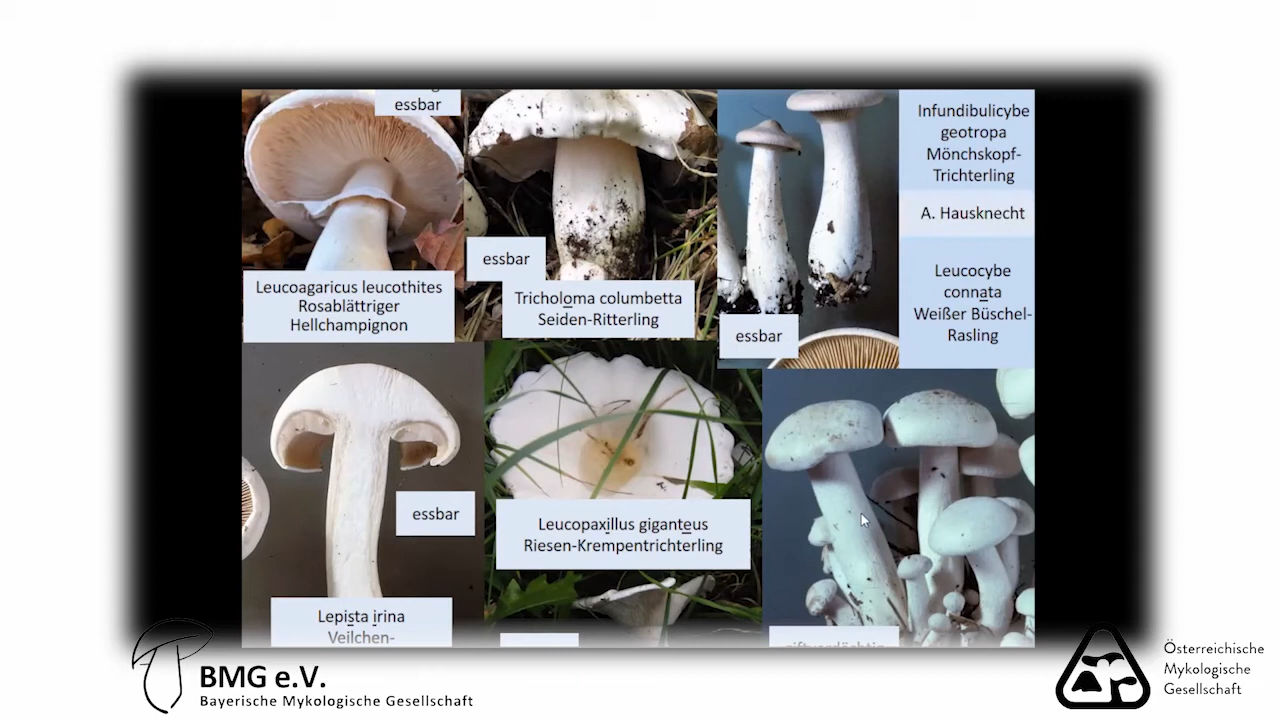 essbar
Leucoagaricus leucothites
Rosablättriger
Hellchampignon
essbar
Tricholoma columbetta
Seiden-Ritterling
essbar
Infundibulicybe
geotropa
Mönchskopf-
Trichterling
A. Hausknecht
Leucocybe
connata
Weißer Büschel-
Rasling
essbar
Lepista irina
Veilchen-
Leucopaxillus giganteus
Riesen-Krempentrichterling
giftverdächtig
BMG e.V.
Bayerische Mykologische Gesellschaft
Österreichische
Mykologische
Gesellschaft